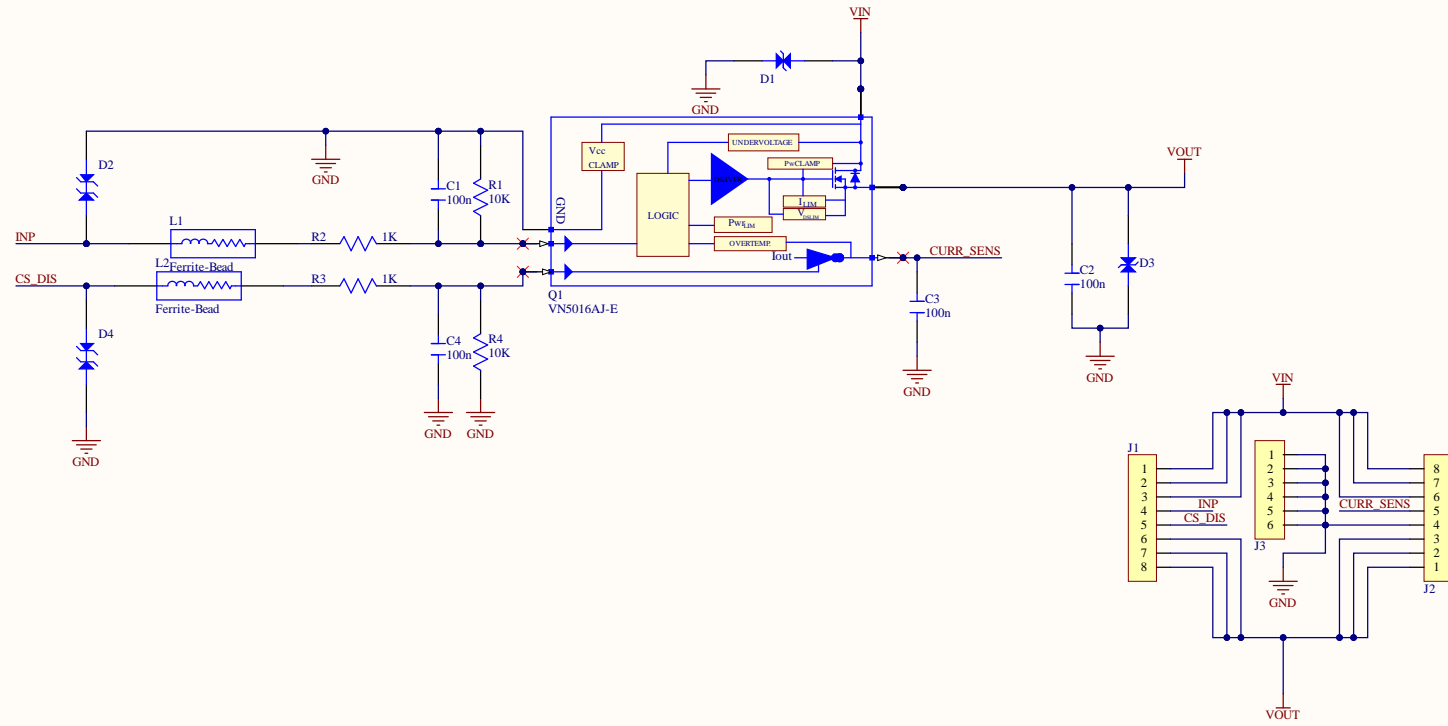 VIN
D1
GND
D2
GND
C1
100n
R1
10K
GND
Vcc
CLAMP
UNDERVOLTAGE
PwCLAMP
LOGIC
I LIM
V DSLIM
Pwr LIM
OVERTEMP.
Iout
VOUT
INP
L1
Ferrite-Bead
R2
1K
CS_DIS
L2
Ferrite-Bead
R3
1K
Q1
VN5016AJ-E
CURR_SENS
C3
100n
GND
C2
100n
D3
GND
D4
GND
C4
100n
R4
10K
GND
GND
VIN
J1
1
2
3
4
5
6
7
8
INP
CS_DIS
1
2
3
4
5
6
J3
GND
CURR_SENS
8
7
6
5
4
3
2
1
J2
VOUT